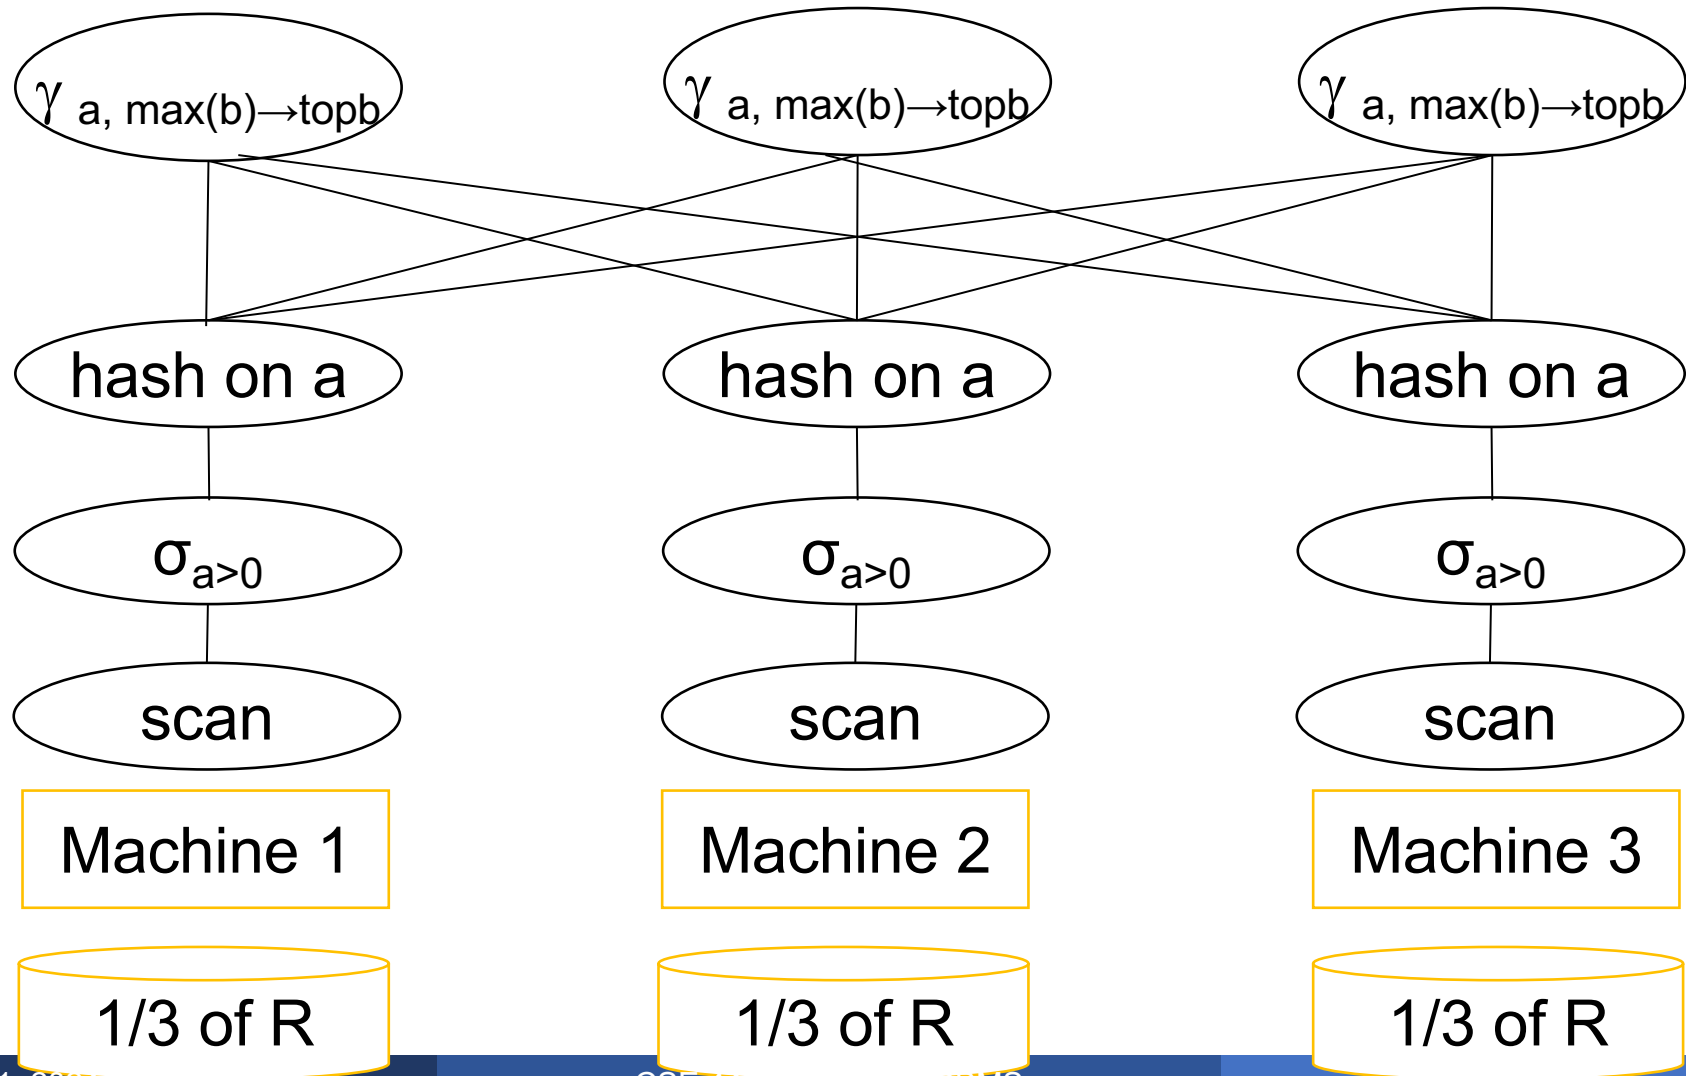 γ a, max(b)→topb
γ a, max(b)→topb
γ a, max(b)→topb
hash on a
hash on a
hash on a
σa>0
σa>0
σa>0
scan
scan
scan
Machine 1
Machine 2
Machine 3
1/3 of R
1/3 of R
1/3 of R